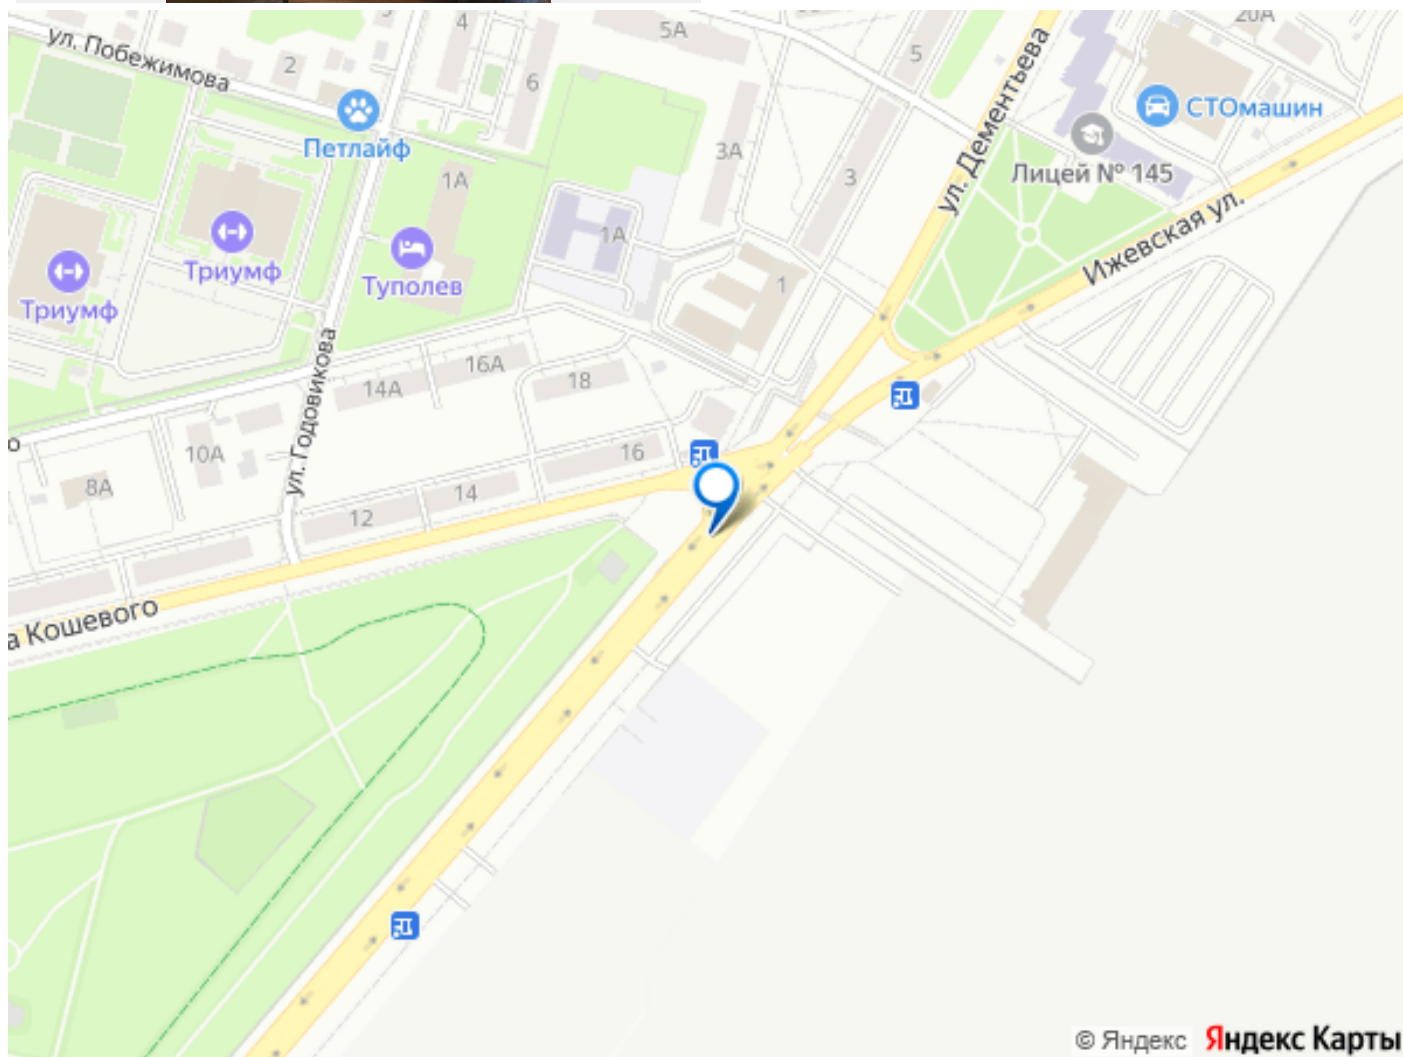 ул. Побежимова
2
4
6
5А
5
20А
ул. Дементьева
СТОмашин
Петлайф
3А
Лицей № 145
1А
3
Триумф
1А
Ижевская ул.
Триумф
Туполев
1
ул. Годовикова
16А
14А
18
10А
16
8А
14
12
а Кошевого
© Яндекс Яндекс Карты